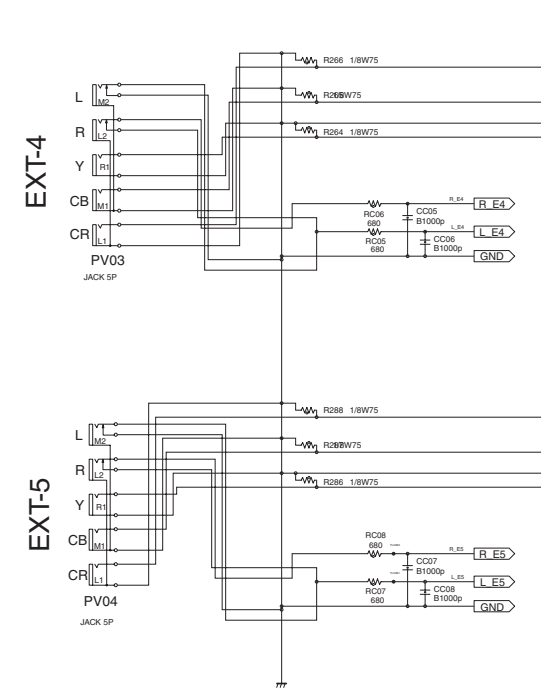 EXT-4
L
M2
R
L2
Y
R1
CB
M1
CR
L1
PV03
JACK 5P
R266 1/8W75
1/8W75
R264 1/8W75
RC06
680
RC05
680
CC05
B1000p
CC06
B1000p
R_E4
R_E4
L_E4
L_E4
GND
EXT-5
L
M2
R
L2
Y
R1
CB
M1
CR
L1
PV04
JACK 5P
R288 1/8W75
R286 1/8W75
RC08
680
RC07
680
CC07
B1000p
CC08
B1000p
R_E5
R_E5
L_E5
L_E5
GND